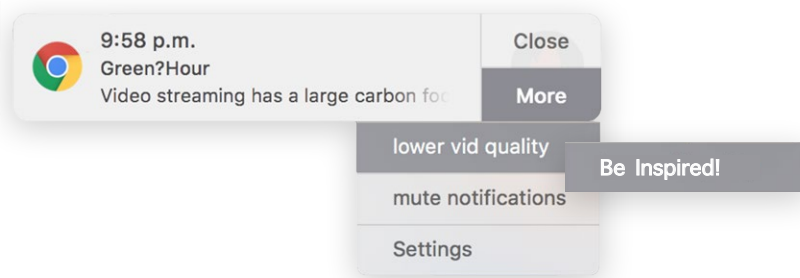 9:58 p.m.
Close
Green?Hour
Video streaming has a large carbon
More
lower vid quality
Be Inspired!
mute notifications
Settings